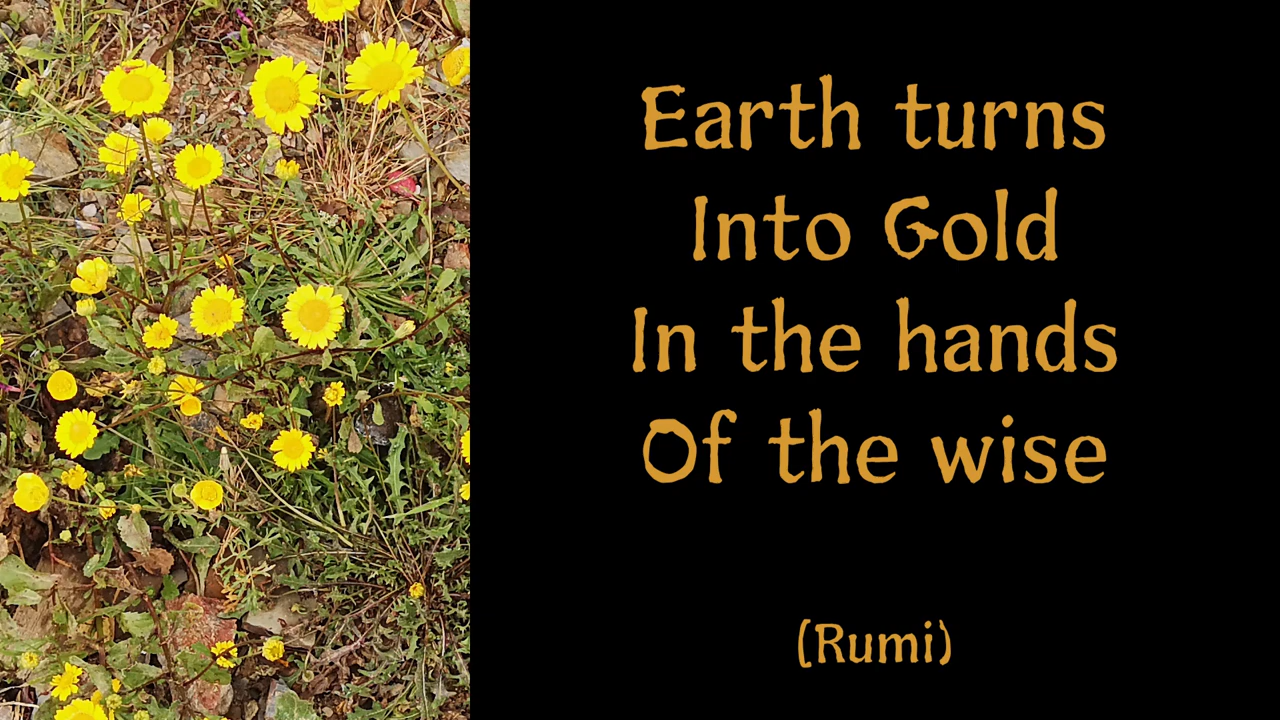 Earth turns
Into Gold
In the hands
Of the wise
(Rumi)